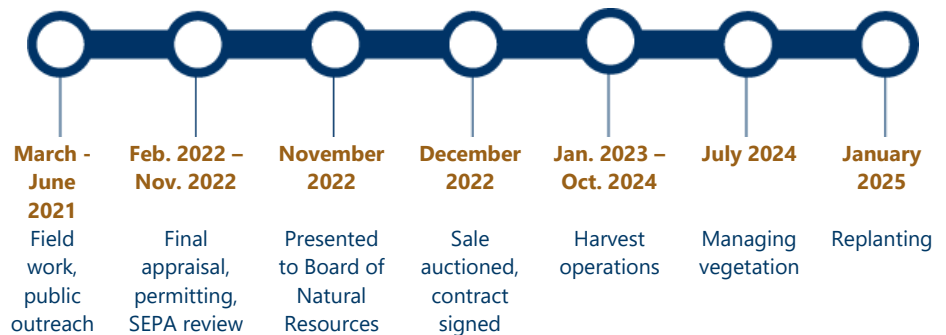 March -
June
2021
Field
work,
public
outreach
Feb. 2022 –
Nov. 2022
Final
appraisal,
permitting,
SEPA review
November
2022
Presented
to Board of
Natural
Resources
December
2022
Sale
auctioned,
contract
signed
Jan. 2023 –
Oct. 2024
Harvest
operations
July 2024
Managing
vegetation
January
2025
Replanting